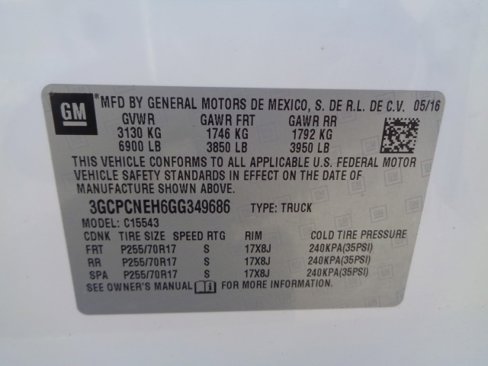 GM
*MFD BY GENERAL MOTORS DE MEXICO, S. DE R.L. DE C.V. 05/16
GVWR GAWR FRT GAWR RR
3130 KG 1746 KG 1792 KG
6900 LB 3850 LB 3950 LB
THIS VEHICLE CONFORMS TO ALL APPLICABLE U.S. FEDERAL MOTOR
VEHICLE SAFETY STANDARDS IN EFFECT ON THE DATE OF
MANUFACTURE SHOWN ABOVE.
3GCPCNEH6GG349686 TYPE: TRUCK
MODEL: C15543
CDNK TIRE SIZE SPEED RTG RIM COLD TIRE PRESSURE
FRT P255/70R17 S 17X8J 240KPA(35PSI)
RR P255/70R17 S 17X8J 240KPA(35PSI)
SPA P255/70R17 S 17X8J 240KPA(35PSI)
SEE OWNER'S MANUAL FOR MORE INFORMATION.